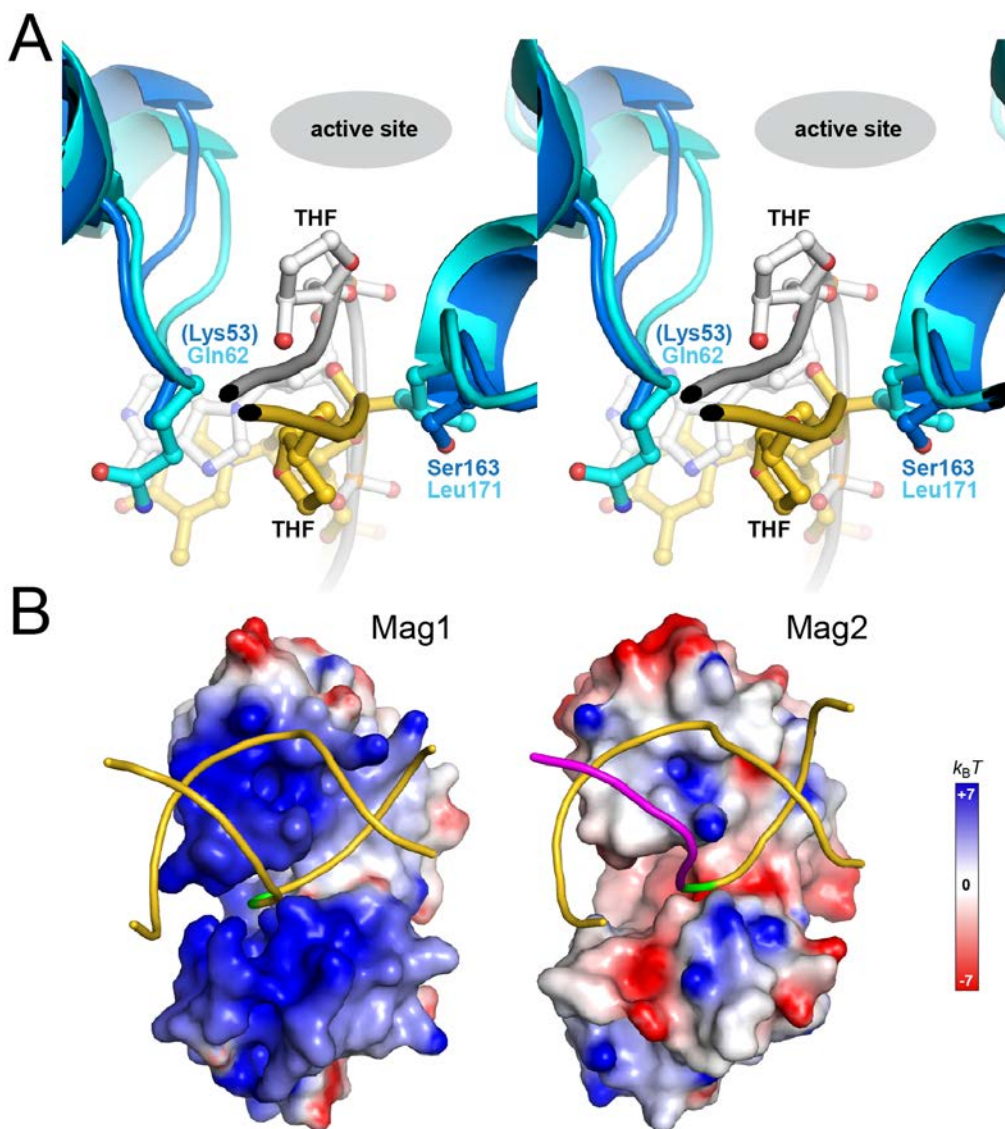 A
active site
active site
THF
THF
(Lys53)
Gln62
(Lys53)
Gln62
Ser163
Leu171
Ser163
Leu171
THF
THF
B
Mag1
Mag2
kBT
+7
0
-7